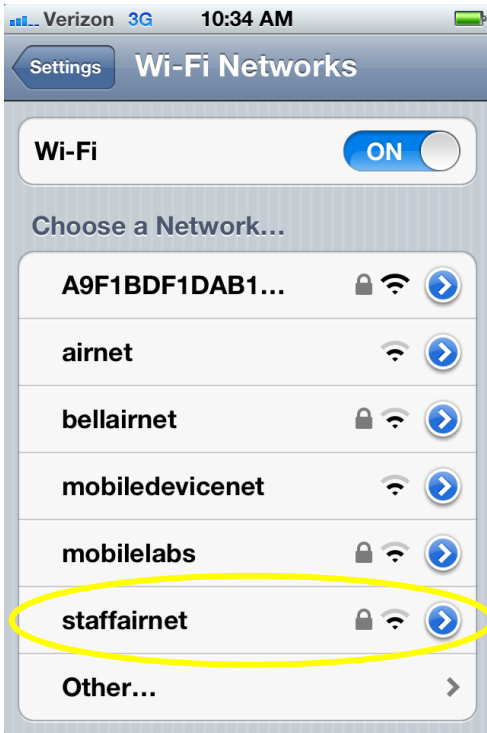 Verizon 3G 10:34 AM
Settings Wi-Fi Networks
Wi-Fi ON
Choose a Network...
A9F1BDF1DAB1...
airnet
bellairnet
mobiledevicenet
mobilelabs
staffairnet
Other...